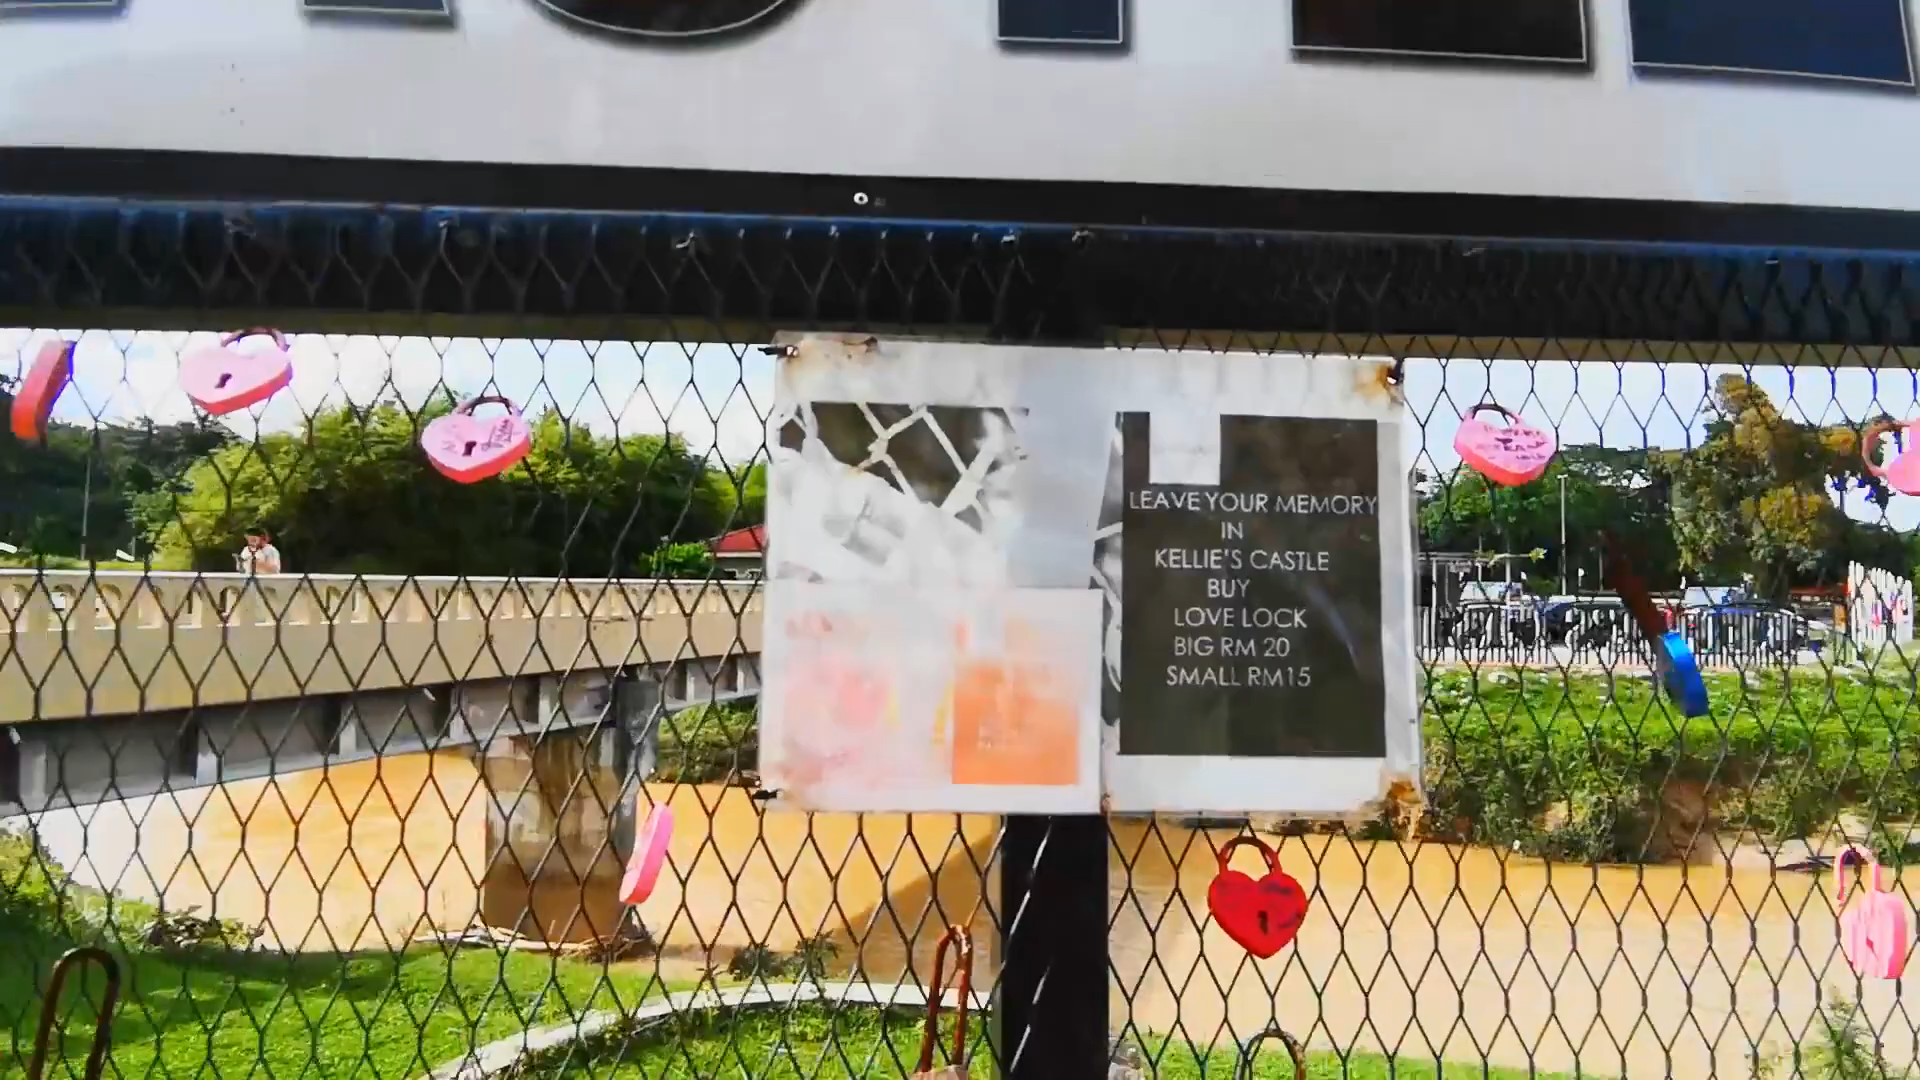 LEAVE YOUR MEMORY
IN
KELLIE'S CASTLE
BUY
LOVE LOCK
BIG RM 20
SMALL RM15